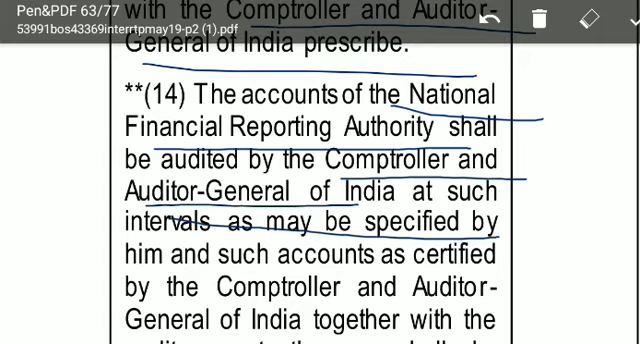 Pen&PDF 63/77
53991bos43369interrtpmay19-p2 (1).pdf
with the Comptroller and Auditor-
General of India prescribe.
**(14) The accounts of the National
Financial Reporting Authority shall
be audited by the Comptroller and
Auditor-General of India at such
intervals as may be specified by
him and such accounts as certified
by the Comptroller and Auditor-
General of India together with the